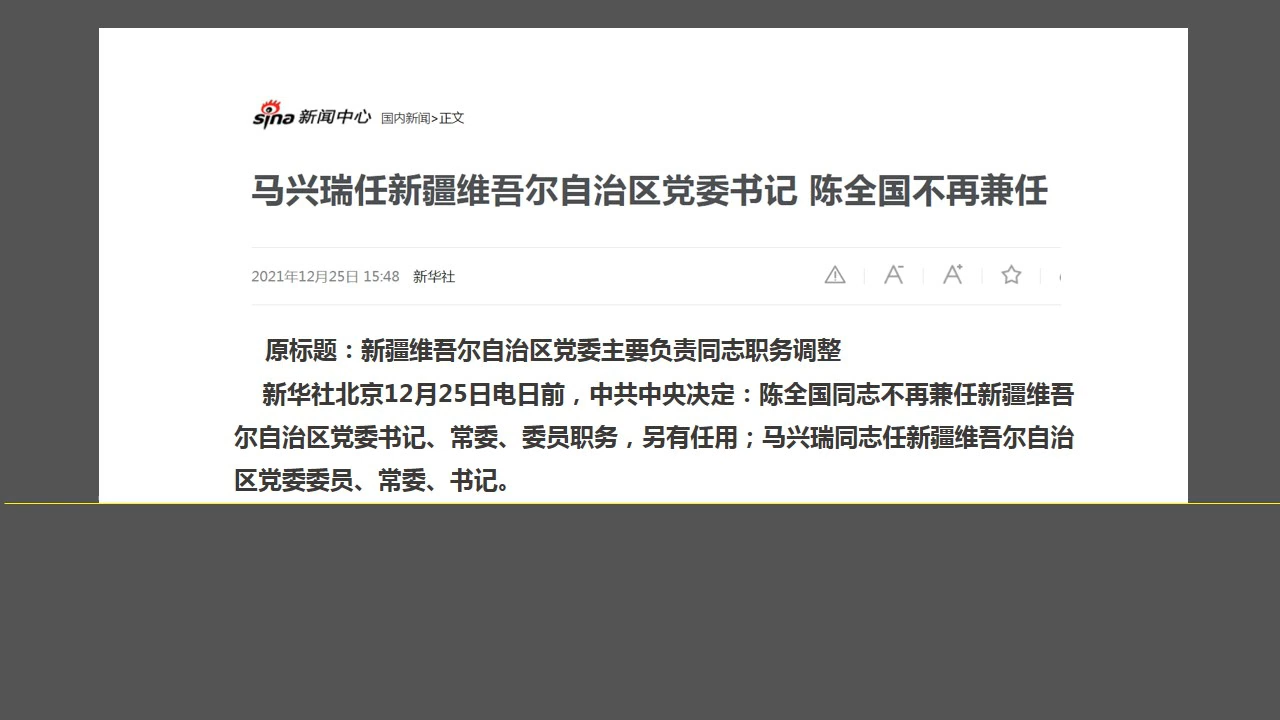 sina 新闻中心 国内新闻>正文
马兴瑞任新疆维吾尔自治区党委书记 陈全国不再兼任
2021年12月25日 15:48 新华社
原标题：新疆维吾尔自治区党委主要负责同志职务调整
新华社北京12月25日电日前，中共中央决定：陈全国同志不再兼任新疆维吾
尔自治区党委书记、常委、委员职务，另有任用；马兴瑞同志任新疆维吾尔自治
区党委委员、常委、书记。